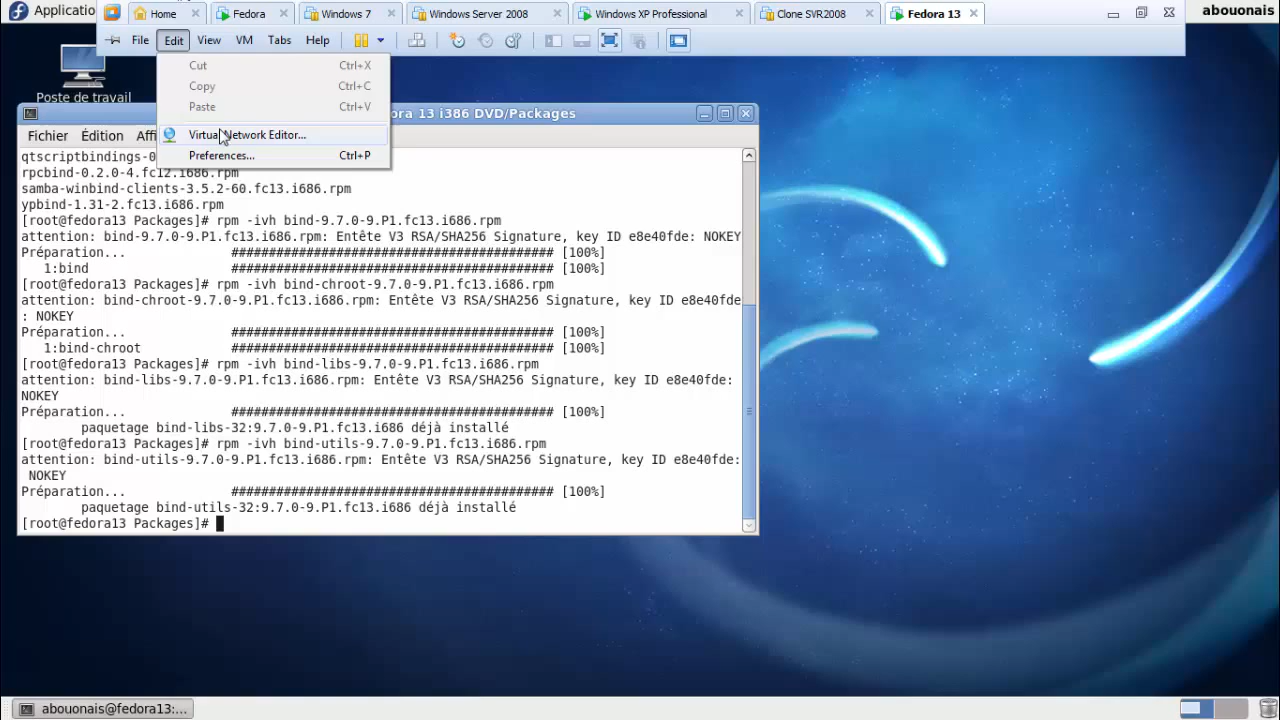 Applicatio
Home
Fedora
Windows 7
Windows Server 2008
Windows XP Professional
Clone SVR2008
Fedora 13
abouonais
File Edit View VM Tabs Help
Cut Ctrl+X
Copy Ctrl+C
Paste Ctrl+V
Virtual Network Editor...
Preferences... Ctrl+P
Poste de travail
ora 13 i386 DVD/Packages
Fichier Édition Affi
qtscriptbindings-0
rpcbind-0.2.0-4.fc12.i686.rpm
samba-winbind-clients-3.5.2-60.fc13.i686.rpm
ypbind-1.31-2.fc13.i686.rpm
[root@fedora13 Packages]# rpm -ivh bind-9.7.0-9.P1.fc13.i686.rpm
attention: bind-9.7.0-9.P1.fc13.i686.rpm: Entête V3 RSA/SHA256 Signature, key ID e8e40fde: NOKEY
Préparation... ########################################### [100%]
1:bind ########################################### [100%]
[root@fedora13 Packages]# rpm -ivh bind-chroot-9.7.0-9.P1.fc13.i686.rpm
attention: bind-chroot-9.7.0-9.P1.fc13.i686.rpm: Entête V3 RSA/SHA256 Signature, key ID e8e40fde
: NOKEY
Préparation... ########################################### [100%]
1:bind-chroot ########################################### [100%]
[root@fedora13 Packages]# rpm -ivh bind-libs-9.7.0-9.P1.fc13.i686.rpm
attention: bind-libs-9.7.0-9.P1.fc13.i686.rpm: Entête V3 RSA/SHA256 Signature, key ID e8e40fde:
NOKEY
Préparation... ########################################### [100%]
paquetage bind-libs-32:9.7.0-9.P1.fc13.i686 déjà installé
[root@fedora13 Packages]# rpm -ivh bind-utils-9.7.0-9.P1.fc13.i686.rpm
attention: bind-utils-9.7.0-9.P1.fc13.i686.rpm: Entête V3 RSA/SHA256 Signature, key ID e8e40fde:
NOKEY
Préparation... ########################################### [100%]
paquetage bind-utils-32:9.7.0-9.P1.fc13.i686 déjà installé
[root@fedora13 Packages]#
abouonais@fedora13:...